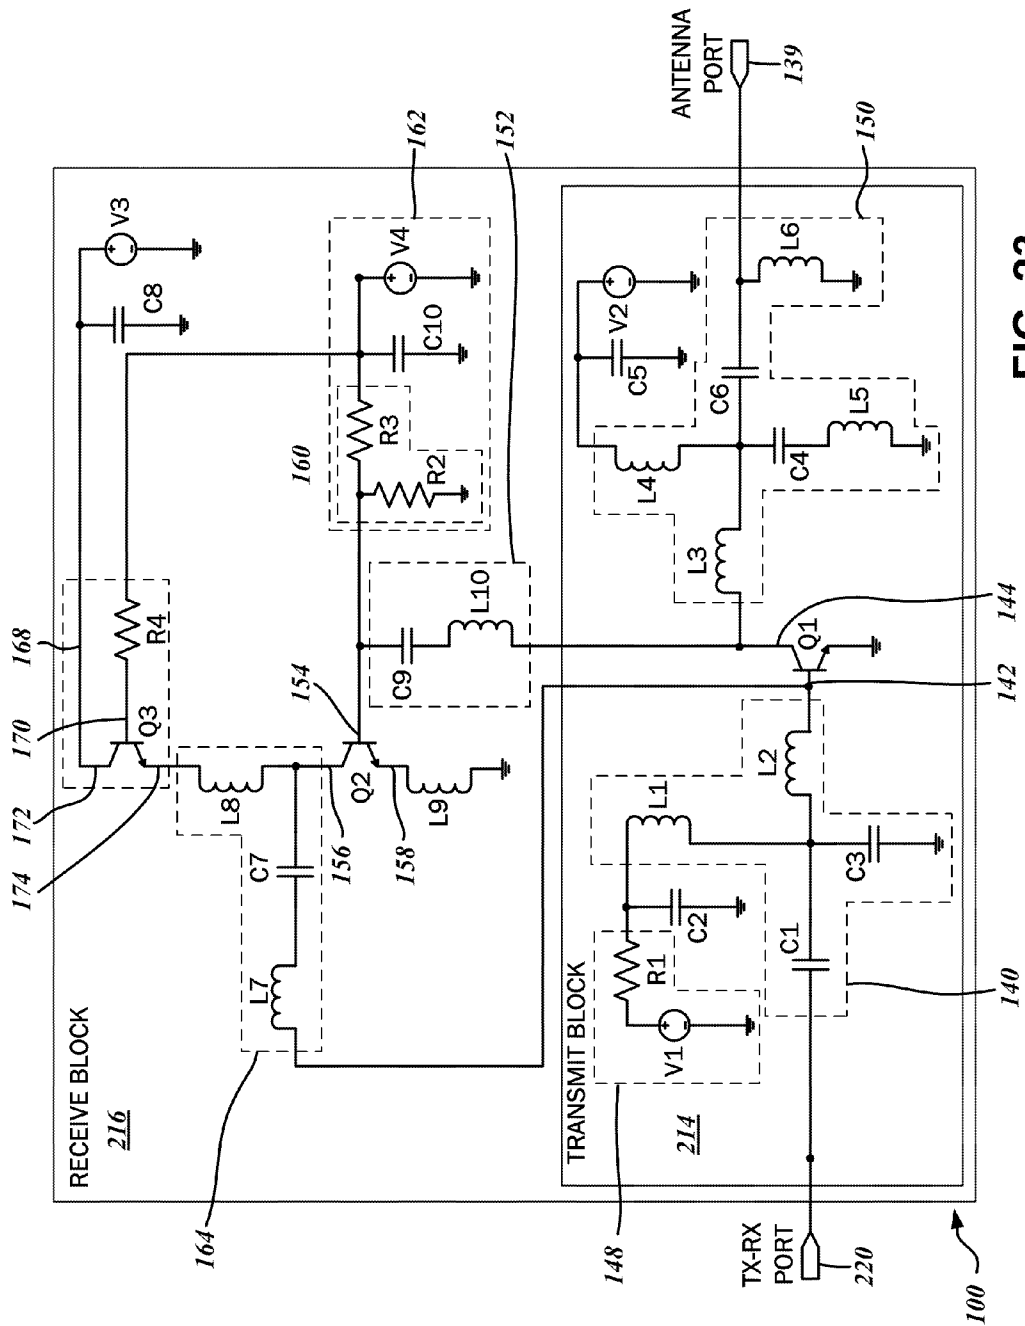 RECEIVE BLOCK
216
164
174
172
170
168
Q3
R4
C8
V3
L8
C7
L7
156
Q2
158
L9
154
C9
L10
152
160
R3
R2
C10
V4
162
TRANSMIT BLOCK
214
148
V1
R1
C2
L1
C1
C3
L2
140
142
Q1
144
L3
L4
C4
L5
C5
V2
C6
L6
150
ANTENNA
PORT
139
TX-RX
PORT
220
100